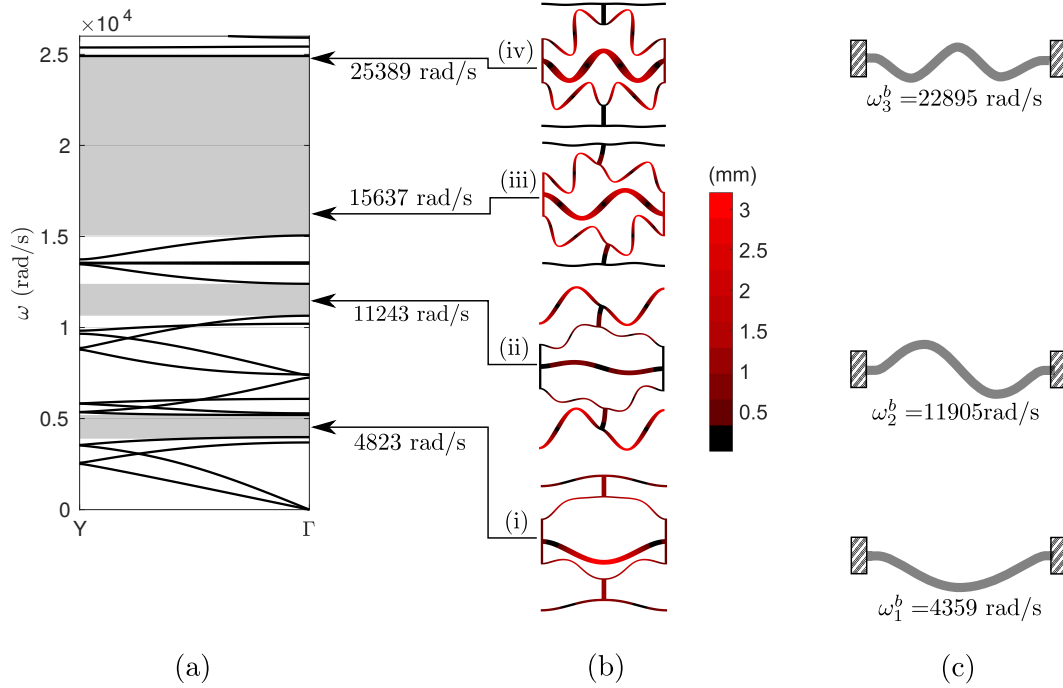 ×10⁴
2.5
2
1.5
1
0.5
0
ω (rad/s)
Y
Γ
25389 rad/s
15637 rad/s
11243 rad/s
4823 rad/s
(iv)
(iii)
(ii)
(i)
(mm)
3
2.5
2
1.5
1
0.5
ω₃ᵇ =22895 rad/s
ω₂ᵇ =11905rad/s
ω₁ᵇ =4359 rad/s
(a)
(b)
(c)